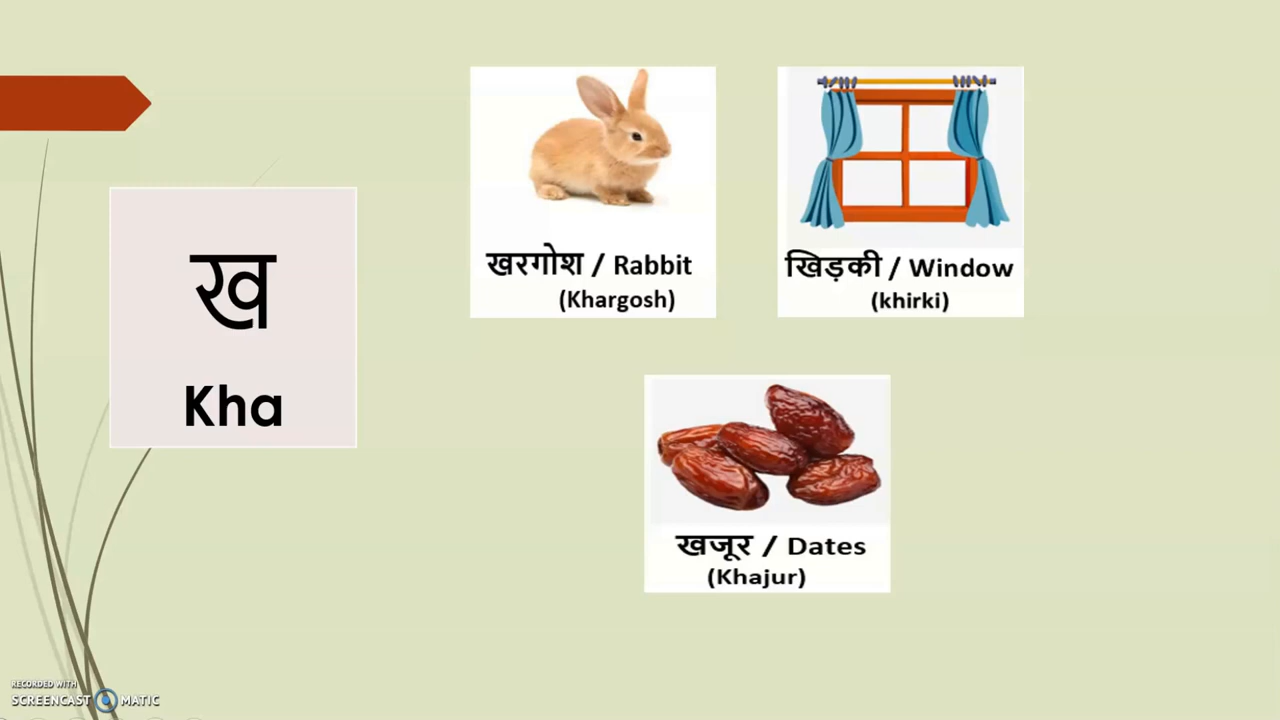 ख
Kha
खरगोश / Rabbit
(Khargosh)
खिड़की / Window
(khirki)
खजूर / Dates
(Khajur)
RECORDED WITH
SCREENCAST MATIC